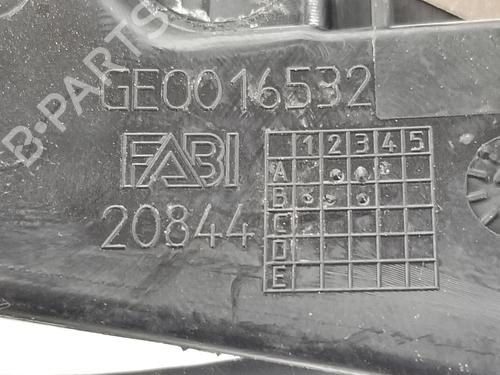 GE0016532
FABI
20844
1 2 3 4 5
A
B
C
D
E
B-PARTS